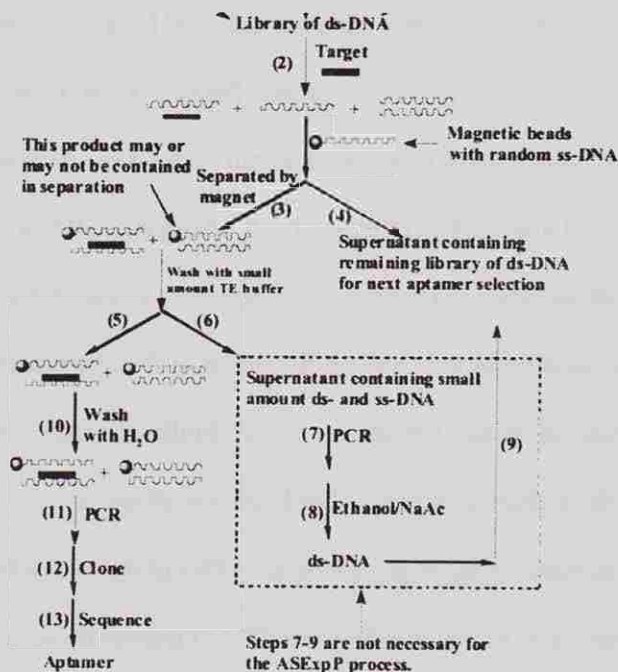 Library of ds-DNA
Target
(2)
+ +
Magnetic beads
with random ss-DNA
This product may or
may not be contained
in separation
Separated by
magnet
(3)
(4)
+
Supernatant containing
remaining library of ds-DNA
for next aptamer selection
Wash with small
amount TE buffer
(5)
(6)
+
Supernatant containing small
amount ds- and ss-DNA
(7) PCR
(8) Ethanol/NaAc
ds-DNA
(9)
Steps 7-9 are not necessary for
the ASExpP process.
(10) Wash
with H₂O
+
(11) PCR
(12) Clone
(13) Sequence
Aptamer